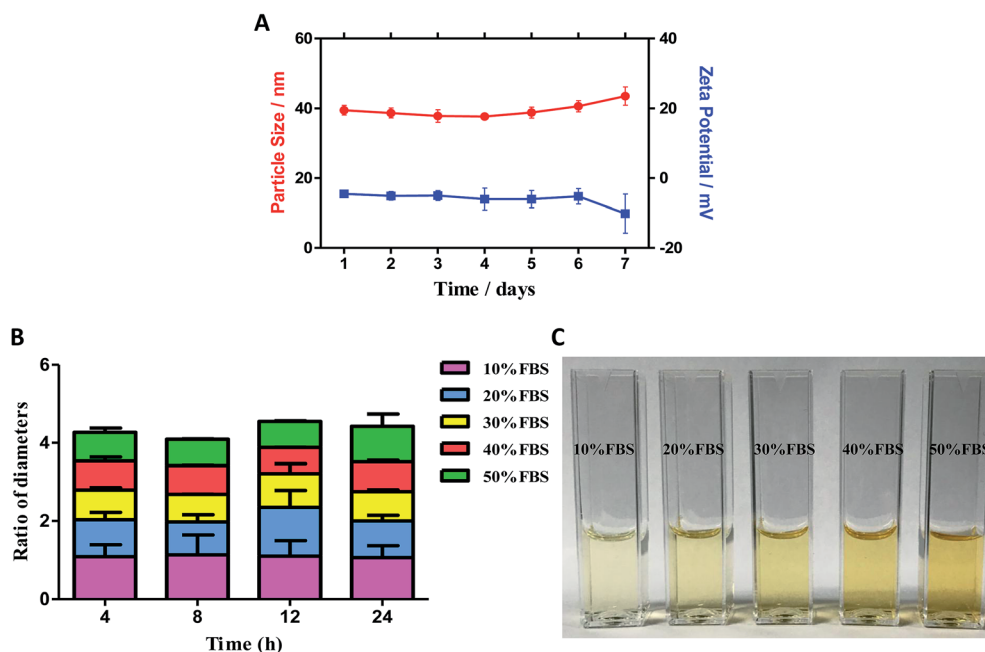 A
60
40
20
0
Particle Size / nm
40
20
0
-20
Zeta Potential / mV
1 2 3 4 5 6 7
Time / days
B
6
4
2
0
Ratio of diameters
4 8 12 24
Time (h)
10%FBS
20%FBS
30%FBS
40%FBS
50%FBS
C
10%FBS 20%FBS 30%FBS 40%FBS 50%FBS